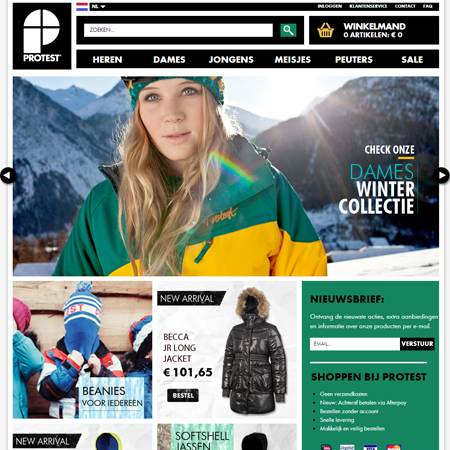 NL
INLOGGEN KLANTENSERVICE CONTACT FAQ
PROTEST
ZOEKEN...
WINKELMAND
0 ARTIKELEN: € 0
HEREN DAMES JONGENS MEISJES PEUTERS SALE
CHECK ONZE
DAMES
WINTER
COLLECTIE
Protest
BEANIES
VOOR IEDEREEN
NEW ARRIVAL
BECCA
JR LONG
JACKET
€ 101,65
BESTEL
NIEUWSBRIEF:
Ontvang de nieuwste acties, extra aanbiedingen
en informatie over onze producten per e-mail.
EMAIL... VERSTUUR
SHOPPEN BIJ PROTEST
Geen verzendkosten
Nieuw: Achteraf betalen via Afterpay
Bestellen zonder account
Snelle levering
Makkelijk en veilig bestellen
NEW ARRIVAL
SOFTSHELL
JASSEN